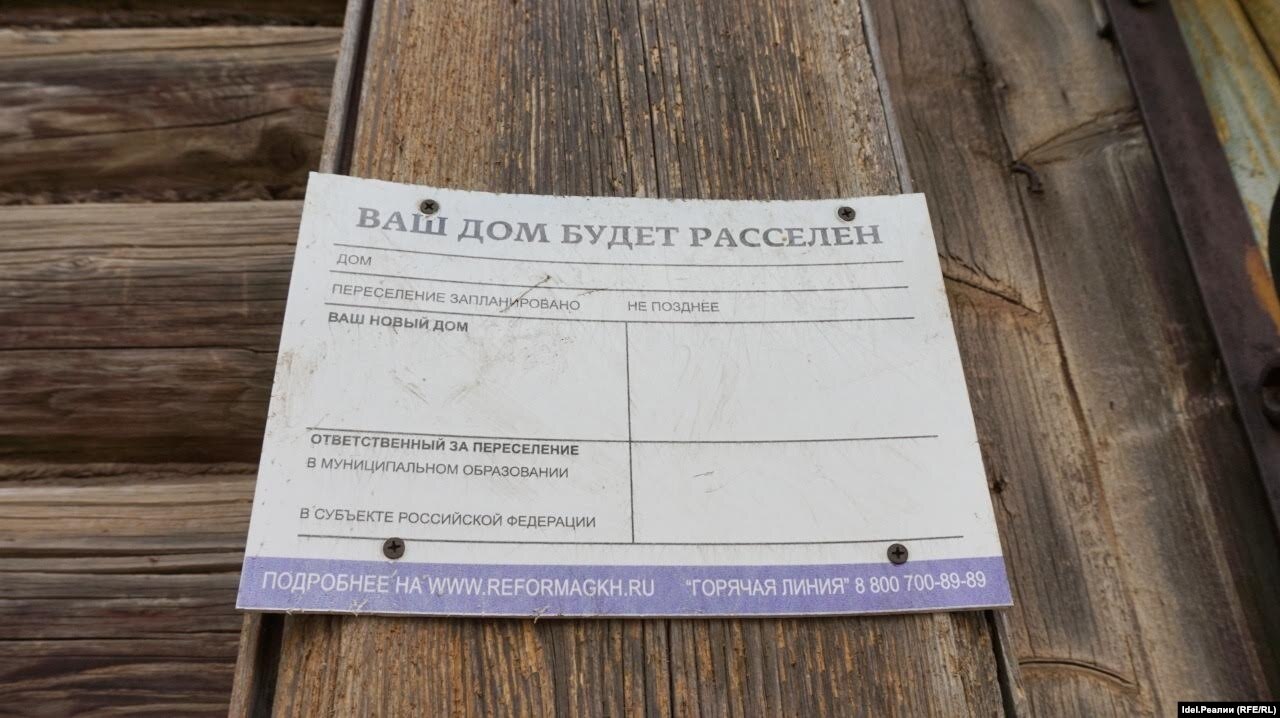 ВАШ ДОМ БУДЕТ РАССЕЛЕН
ДОМ
ПЕРЕСЕЛЕНИЕ ЗАПЛАНИРОВАНО НЕ ПОЗДНЕЕ
ВАШ НОВЫЙ ДОМ
ОТВЕТСТВЕННЫЙ ЗА ПЕРЕСЕЛЕНИЕ
В МУНИЦИПАЛЬНОМ ОБРАЗОВАНИИ
В СУБЪЕКТЕ РОССИЙСКОЙ ФЕДЕРАЦИИ
ПОДРОБНЕЕ НА WWW.REFORMAGKH.RU "ГОРЯЧАЯ ЛИНИЯ" 8 800 700-89-89
Idel.Реалии (RFE/RL)